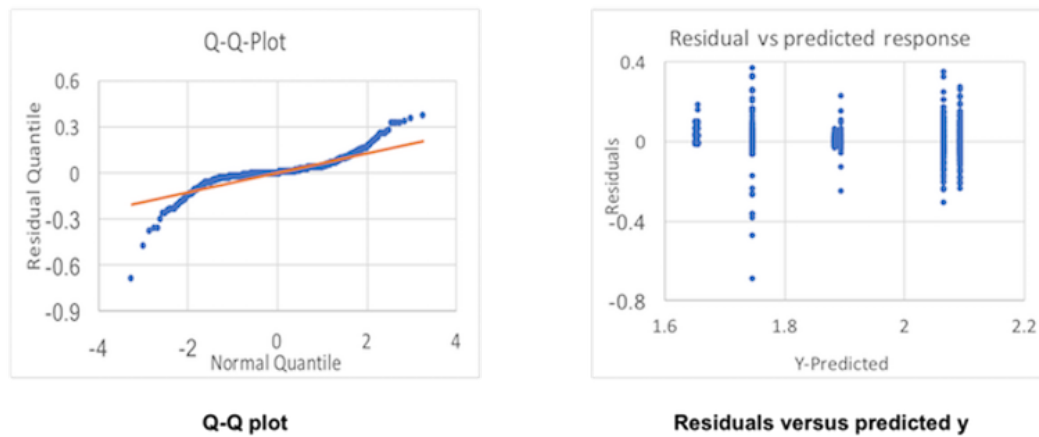 Q-Q-Plot
Residual Quantile
0.6
0.3
0
-0.3
-0.6
-0.9
-4
-2
0
2
4
Normal Quantile
Q-Q plot
Residual vs predicted response
Residuals
0.4
0
-0.4
-0.8
1.6
1.8
2
2.2
Y-Predicted
Residuals versus predicted y